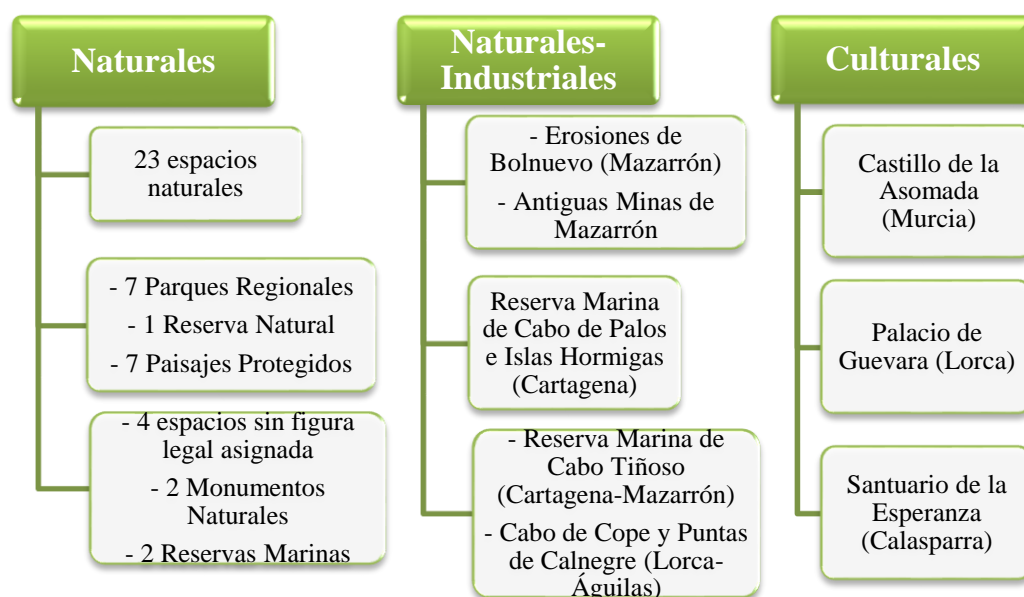 Naturales
23 espacios
naturales
- 7 Parques Regionales
- 1 Reserva Natural
- 7 Paisajes Protegidos
- 4 espacios sin figura
legal asignada
- 2 Monumentos
Naturales
- 2 Reservas Marinas
Naturales-
Industriales
- Erosiones de
Bolnuevo (Mazarrón)
- Antiguas Minas de
Mazarrón
Reserva Marina
de Cabo de Palos
e Islas Hormigas
(Cartagena)
- Reserva Marina de
Cabo Tiñoso
(Cartagena-Mazarrón)
- Cabo de Cope y Puntas
de Calnegre (Lorca-
Águilas)
Culturales
Castillo de la
Asomada
(Murcia)
Palacio de
Guevara (Lorca)
Santuario de la
Esperanza
(Calasparra)